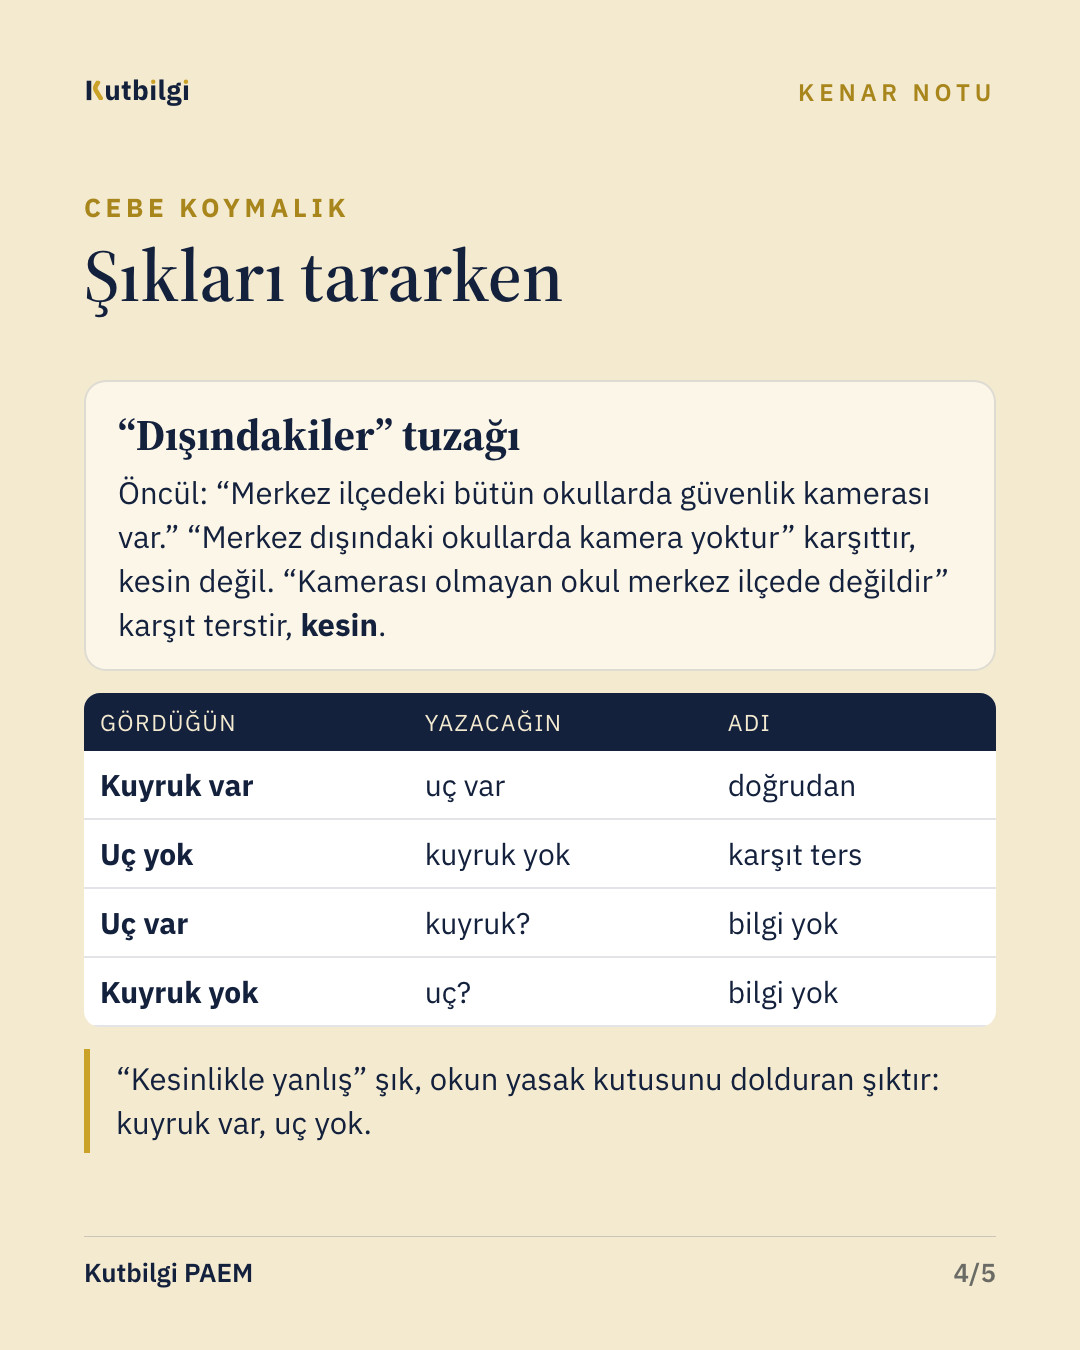 Kutbilgi
KENAR NOTU
CEBE KOYMALIK
Şıkları tararken
“Dışındakiler” tuzağı
Öncül: “Merkez ilçedeki bütün okullarda güvenlik kamerası
var.” “Merkez dışındaki okullarda kamera yoktur” karşıttır,
kesin değil. “Kamerası olmayan okul merkez ilçede değildir”
karşıt terstir, kesin.
GÖRDÜĞÜN YAZACAĞIN ADI
Kuyruk var uç var doğrudan
Uç yok kuyruk yok karşıt ters
Uç var kuyruk? bilgi yok
Kuyruk yok uç? bilgi yok
“Kesinlikle yanlış” şık, okun yasak kutusunu dolduran şıktır:
kuyruk var, uç yok.
Kutbilgi PAEM
4/5